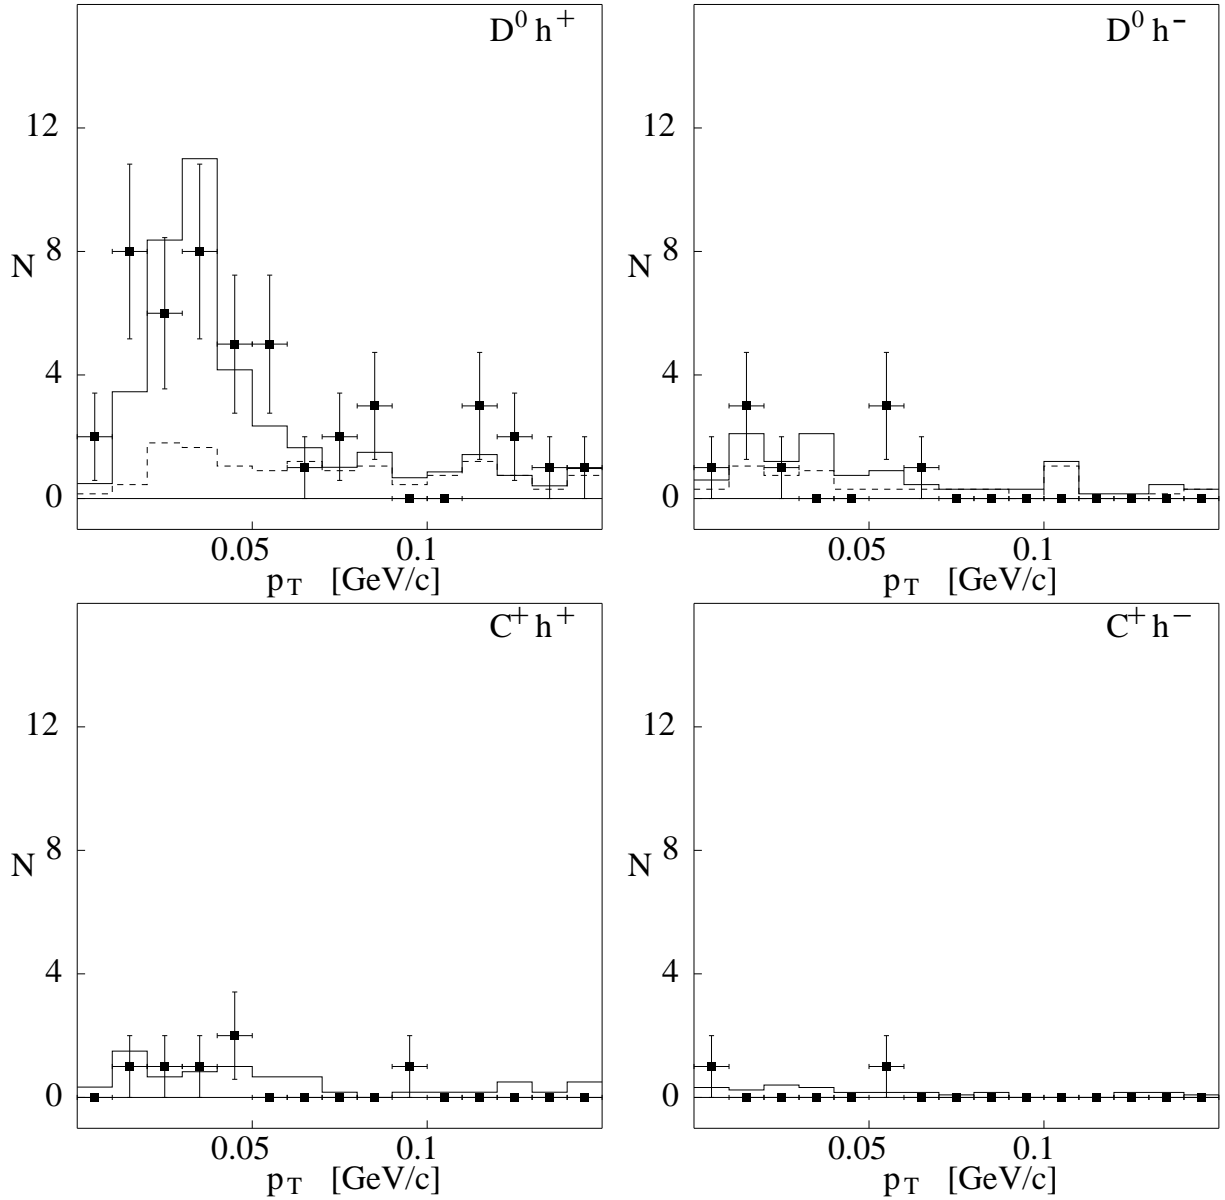 D⁰ h⁺
12
8
N
4
0
0.05 0.1
p_T [GeV/c]
D⁰ h⁻
12
8
N
4
0
0.05 0.1
p_T [GeV/c]
C⁺ h⁺
12
8
N
4
0
0.05 0.1
p_T [GeV/c]
C⁺ h⁻
12
8
N
4
0
0.05 0.1
p_T [GeV/c]